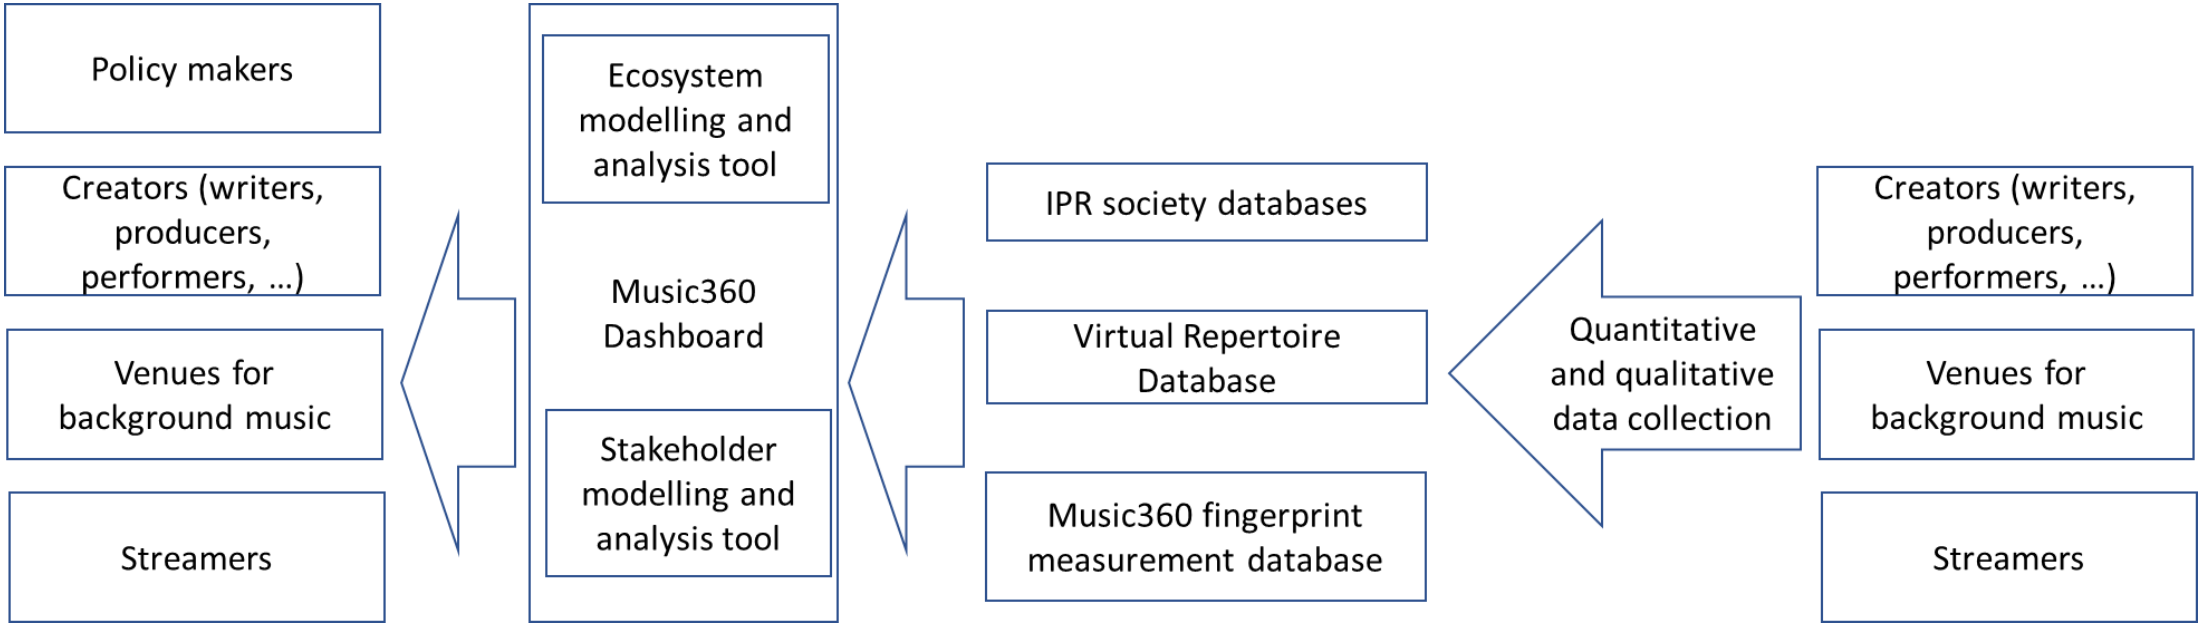 Policy makers
Creators (writers,
producers,
performers, ...)
Venues for
background music
Streamers
Ecosystem
modelling and
analysis tool
Music360
Dashboard
Stakeholder
modelling and
analysis tool
IPR society databases
Virtual Repertoire
Database
Music360 fingerprint
measurement database
Quantitative
and qualitative
data collection
Creators (writers,
producers,
performers, ...)
Venues for
background music
Streamers